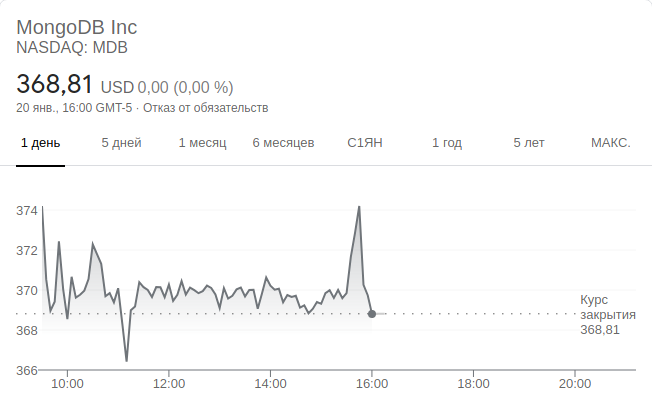 MongoDB Inc
NASDAQ: MDB
368,81 USD 0,00 (0,00 %)
20 янв., 16:00 GMT-5 · Отказ от обязательств
1 день 5 дней 1 месяц 6 месяцев С1ЯН 1 год 5 лет МАКС.
374
372
370
368
366
Курс
закрытия
368,81
10:00 12:00 14:00 16:00 18:00 20:00